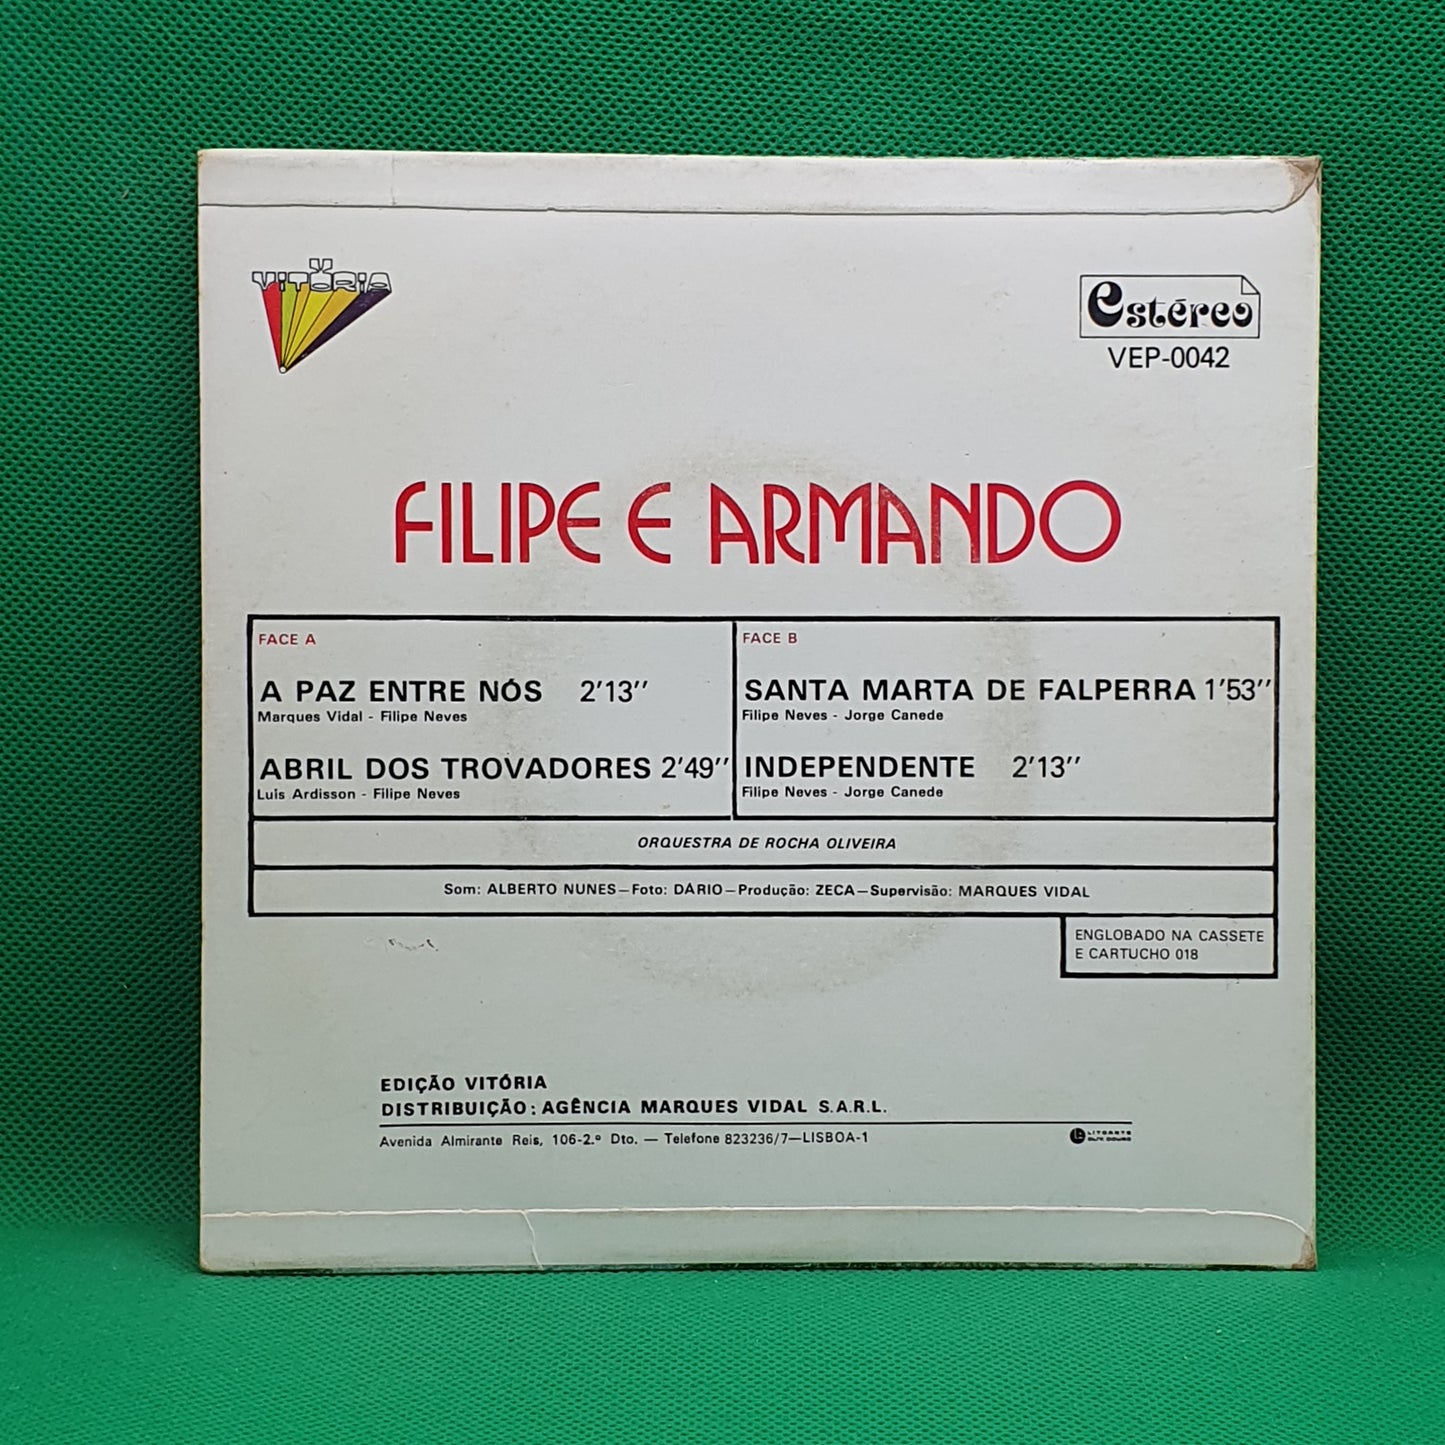 V
VITÓRIA
estéreo
VEP-0042
FILIPE E ARMANDO
FACE A
A PAZ ENTRE NÓS 2'13''
Marques Vidal - Filipe Neves
ABRIL DOS TROVADORES 2'49''
Luis Ardisson - Filipe Neves
FACE B
SANTA MARTA DE FALPERRA 1'53''
Filipe Neves - Jorge Canede
INDEPENDENTE 2'13''
Filipe Neves - Jorge Canede
ORQUESTRA DE ROCHA OLIVEIRA
Som: ALBERTO NUNES—Foto: DÁRIO—Produção: ZECA—Supervisão: MARQUES VIDAL
ENGLOBADO NA CASSETE
E CARTUCHO 018
EDIÇÃO VITÓRIA
DISTRIBUIÇÃO: AGÊNCIA MARQUES VIDAL S.A.R.L.
Avenida Almirante Reis, 106-2.º Dto. — Telefone 823236/7—LISBOA-1
LITOARTE
OLIV. DOURO